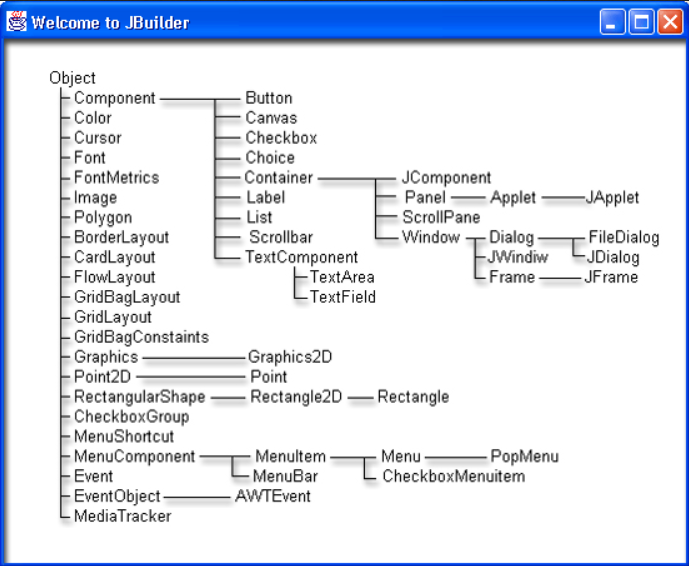 Welcome to JBuilder
Object
Component Button
Color Canvas
Cursor Checkbox
Font Choice
FontMetrics Container JComponent
Image Label Panel Applet JApplet
Polygon List ScrollPane
BorderLayout Scrollbar Window Dialog FileDialog
CardLayout TextComponent JWindiw JDialog
FlowLayout TextArea Frame JFrame
GridBagLayout TextField
GridLayout
GridBagConstaints
Graphics Graphics2D
Point2D Point
RectangularShape Rectangle2D Rectangle
CheckboxGroup
MenuShortcut
MenuComponent MenuItem Menu PopMenu
Event MenuBar CheckboxMenuitem
EventObject AWTEvent
MediaTracker